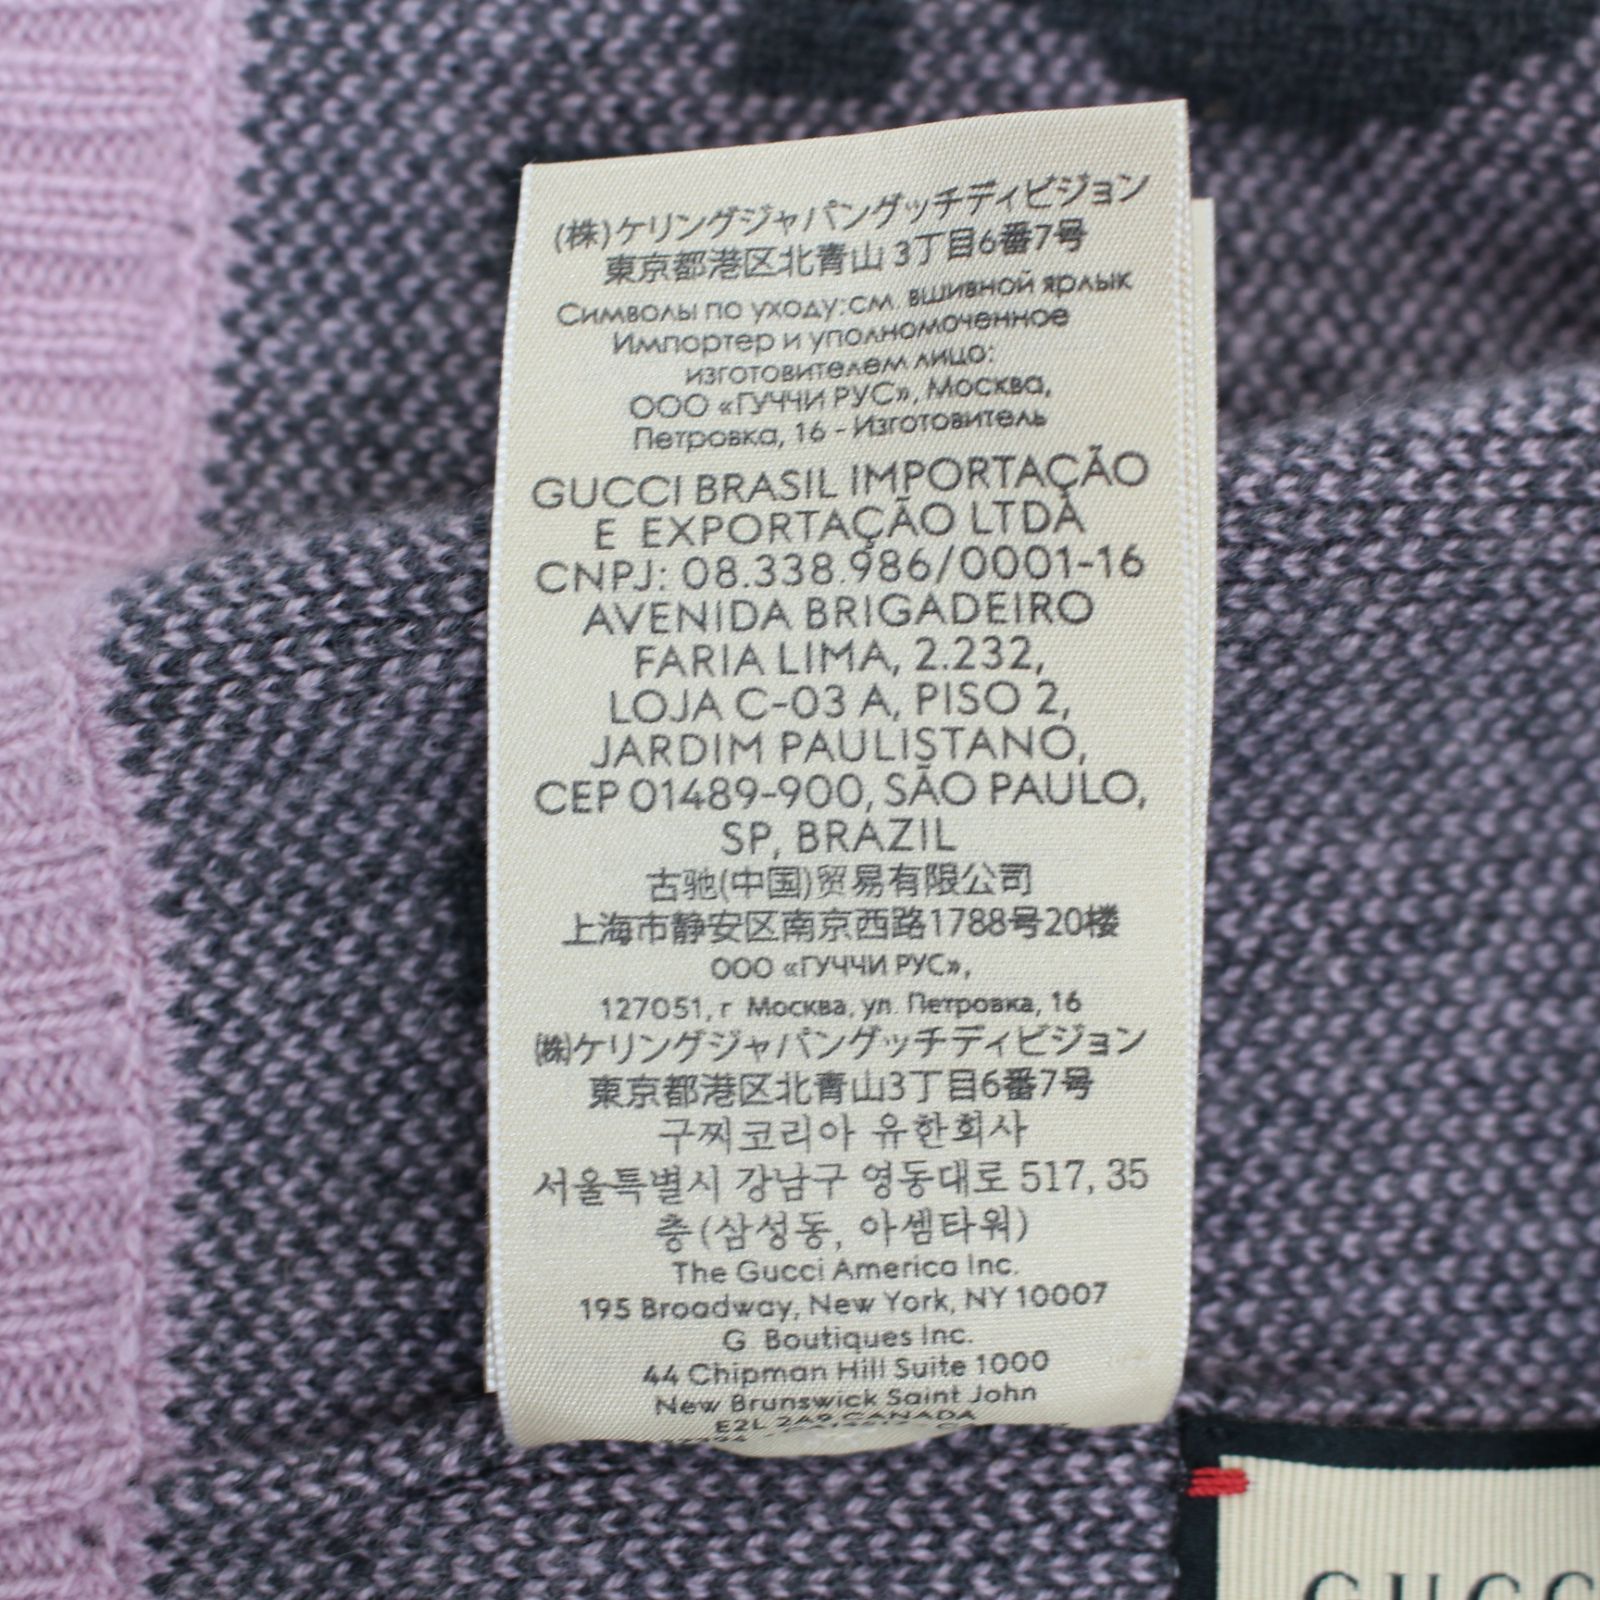 (株)ケリングジャパングッチディビジョン
東京都港区北青山 3丁目6番7号
Символы по уходу: см. вшивной ярлык
Импортер и уполномоченное
изготовителем лицо:
ООО «ГУЧЧИ РУС», Москва,
Петровка, 16 - Изготовитель
GUCCI BRASIL IMPORTAÇÃO
E EXPORTAÇÃO LTDA
CNPJ: 08.338.986/0001-16
AVENIDA BRIGADEIRO
FARIA LIMA, 2.232,
LOJA C-03 A, PISO 2,
JARDIM PAULISTANO,
CEP 01489-900, SÃO PAULO,
SP, BRAZIL
古驰(中国)贸易有限公司
上海市静安区南京西路1788号20楼
ООО «ГУЧЧИ РУС»,
127051, г Москва, ул. Петровка, 16
(株)ケリングジャパングッチディビジョン
東京都港区北青山3丁目6番7号
구찌코리아 유한회사
서울특별시 강남구 영동대로 517, 35
층(삼성동, 아셈타워)
The Gucci America Inc.
195 Broadway, New York, NY 10007
G Boutiques Inc.
44 Chipman Hill Suite 1000
New Brunswick Saint John
E2L 2A9, CANADA